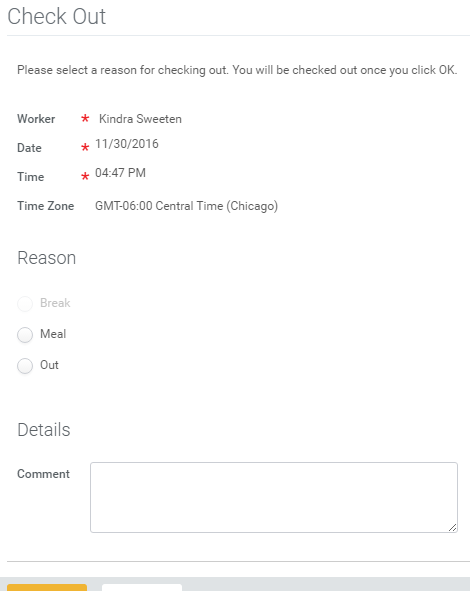 Check Out
Please select a reason for checking out. You will be checked out once you click OK.
Worker * Kindra Sweeten
Date * 11/30/2016
Time * 04:47 PM
Time Zone GMT-06:00 Central Time (Chicago)
Reason
Break
Meal
Out
Details
Comment